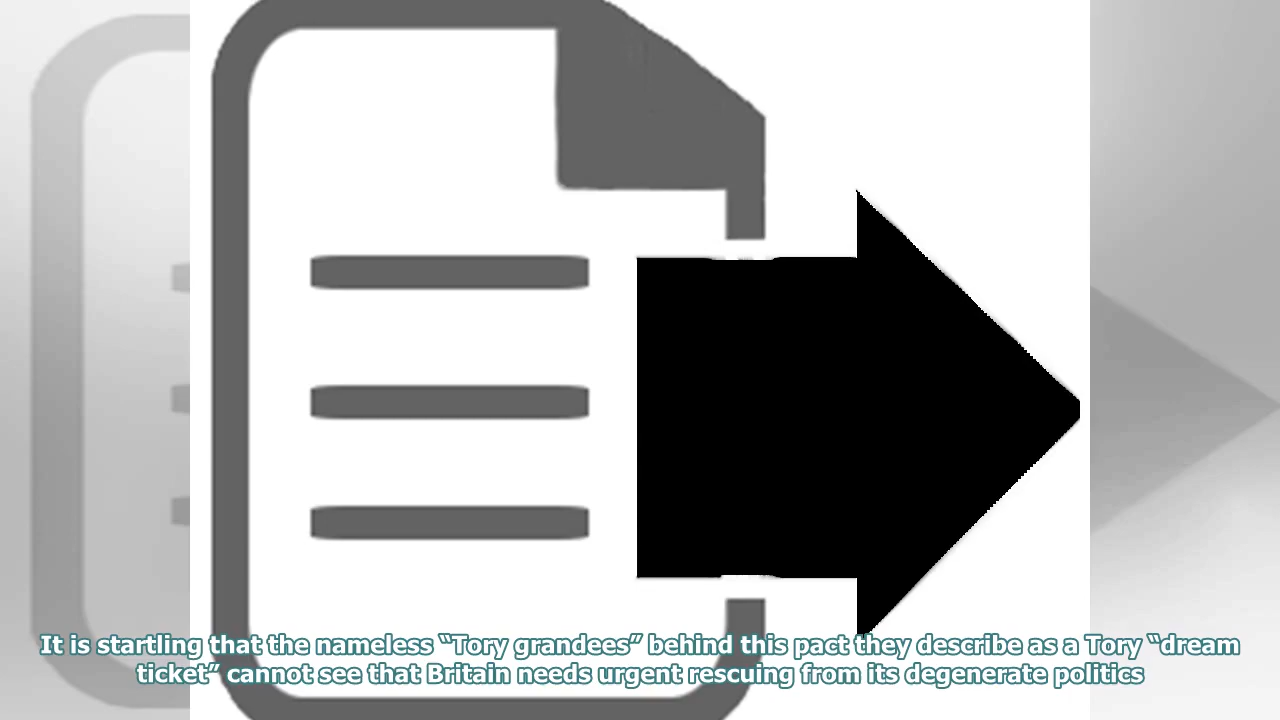 It is startling that the nameless “Tory grandees” behind this pact they describe as a Tory “dream
ticket” cannot see that Britain needs urgent rescuing from its degenerate politics